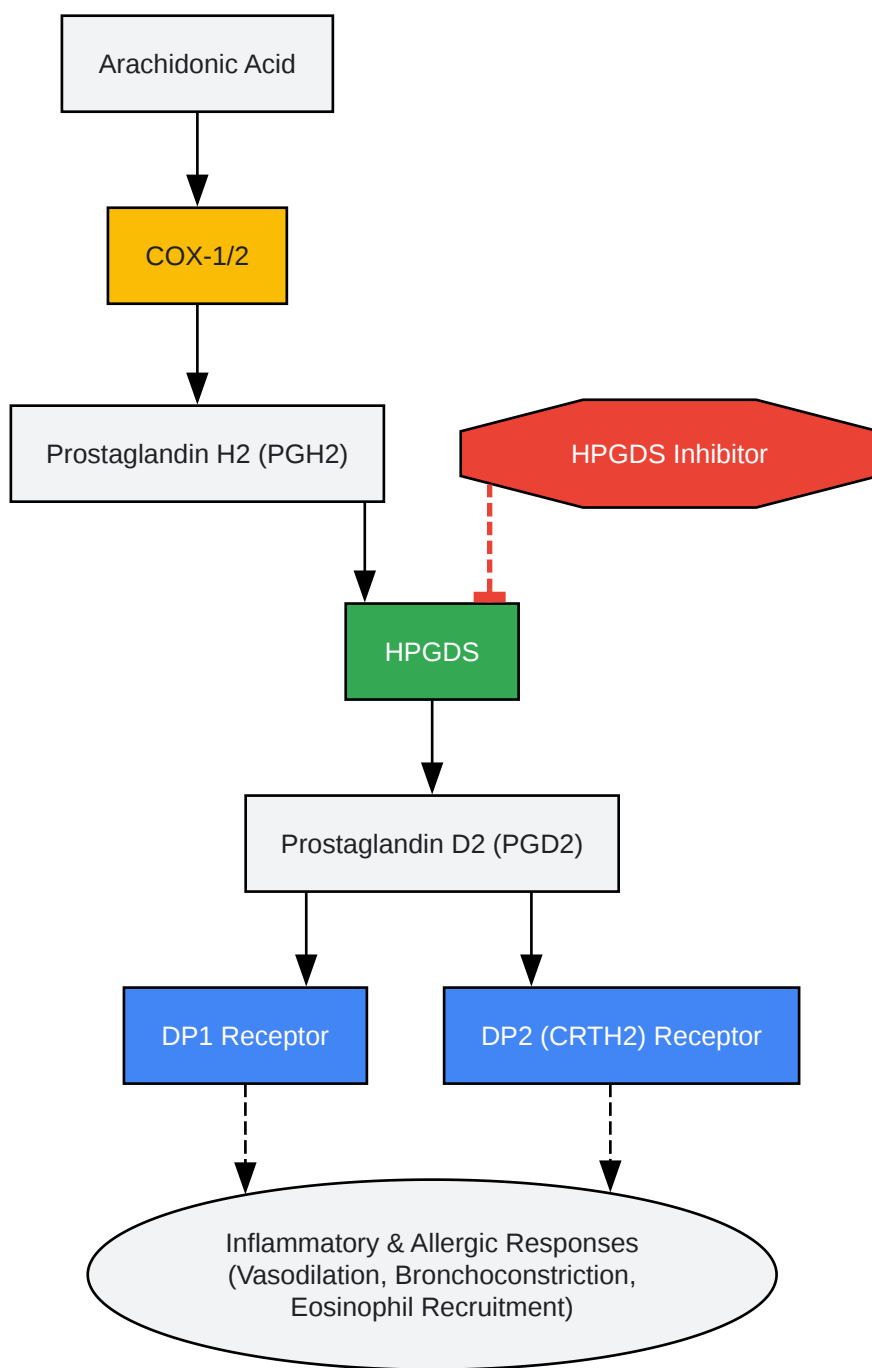 Arachidonic Acid
COX-1/2
Prostaglandin H2 (PGH2)
HPGDS Inhibitor
HPGDS
Prostaglandin D2 (PGD2)
DP1 Receptor
DP2 (CRTH2) Receptor
Inflammatory & Allergic Responses
(Vasodilation, Bronchoconstriction,
Eosinophil Recruitment)